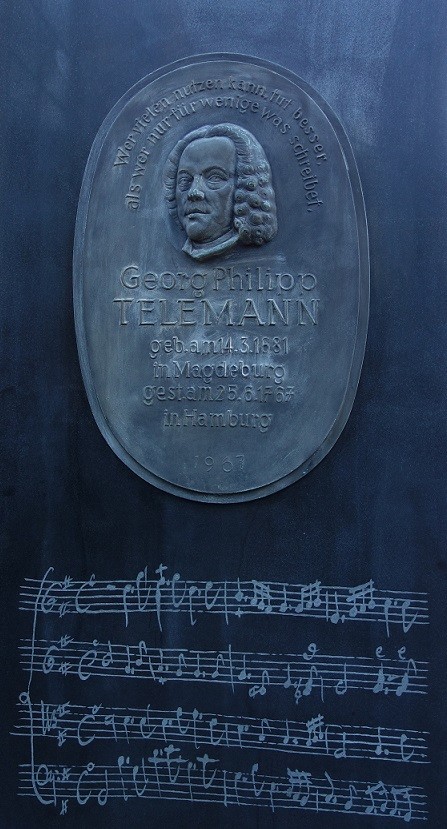 Wer vielen nutzen kann, tut besser,
als wer nur für wenige was schreibet.
Georg Philipp
TELEMANN
geb. am 14.3.1681
in Magdeburg
gest. am 25.6.1767
in Hamburg
1967